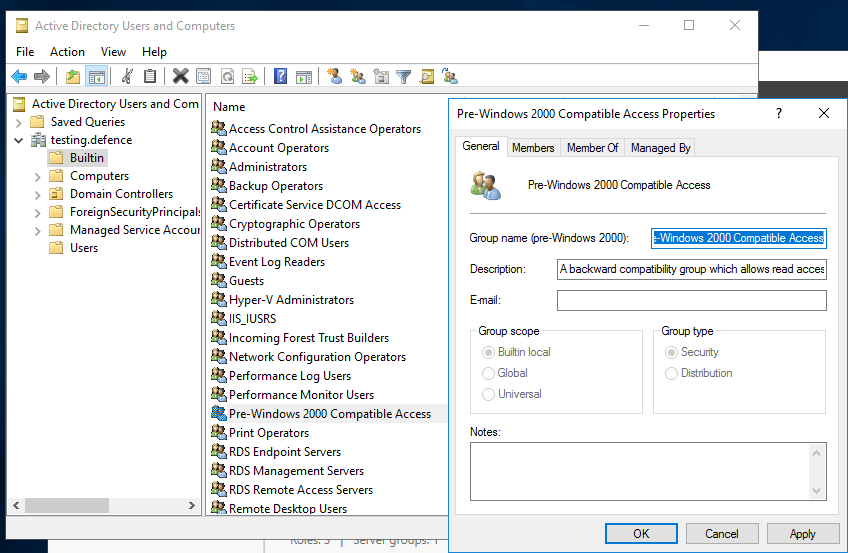 Active Directory Users and Computers
File Action View Help
Active Directory Users and Com
Saved Queries
testing.defence
Builtin
Computers
Domain Controllers
ForeignSecurityPrincipals
Managed Service Accour
Users
Name
Access Control Assistance Operators
Account Operators
Administrators
Backup Operators
Certificate Service DCOM Access
Cryptographic Operators
Distributed COM Users
Event Log Readers
Guests
Hyper-V Administrators
IIS_IUSRS
Incoming Forest Trust Builders
Network Configuration Operators
Performance Log Users
Performance Monitor Users
Pre-Windows 2000 Compatible Access
Print Operators
RDS Endpoint Servers
RDS Management Servers
RDS Remote Access Servers
Remote Desktop Users
Pre-Windows 2000 Compatible Access Properties
General Members Member Of Managed By
Pre-Windows 2000 Compatible Access
Group name (pre-Windows 2000): e-Windows 2000 Compatible Access
Description: A backward compatibility group which allows read acces
E-mail:
Group scope
Builtin local
Global
Universal
Group type
Security
Distribution
Notes:
OK Cancel Apply
Roles: 3 | Server groups: 1